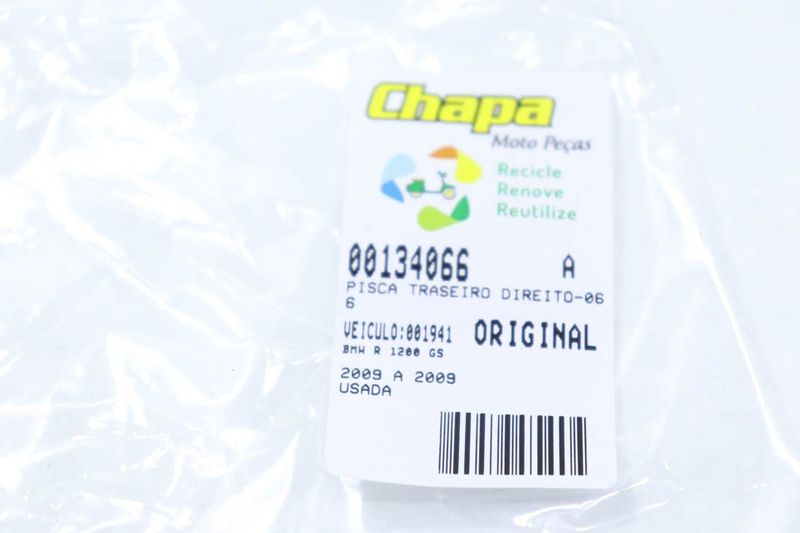 Chapa
Moto Peças
Recicle
Renove
Reutilize
00134066 A
PISCA TRASEIRO DIREITO-06
6
VEICULO:001941 ORIGINAL
BMW R 1200 GS
2009 A 2009
USADA